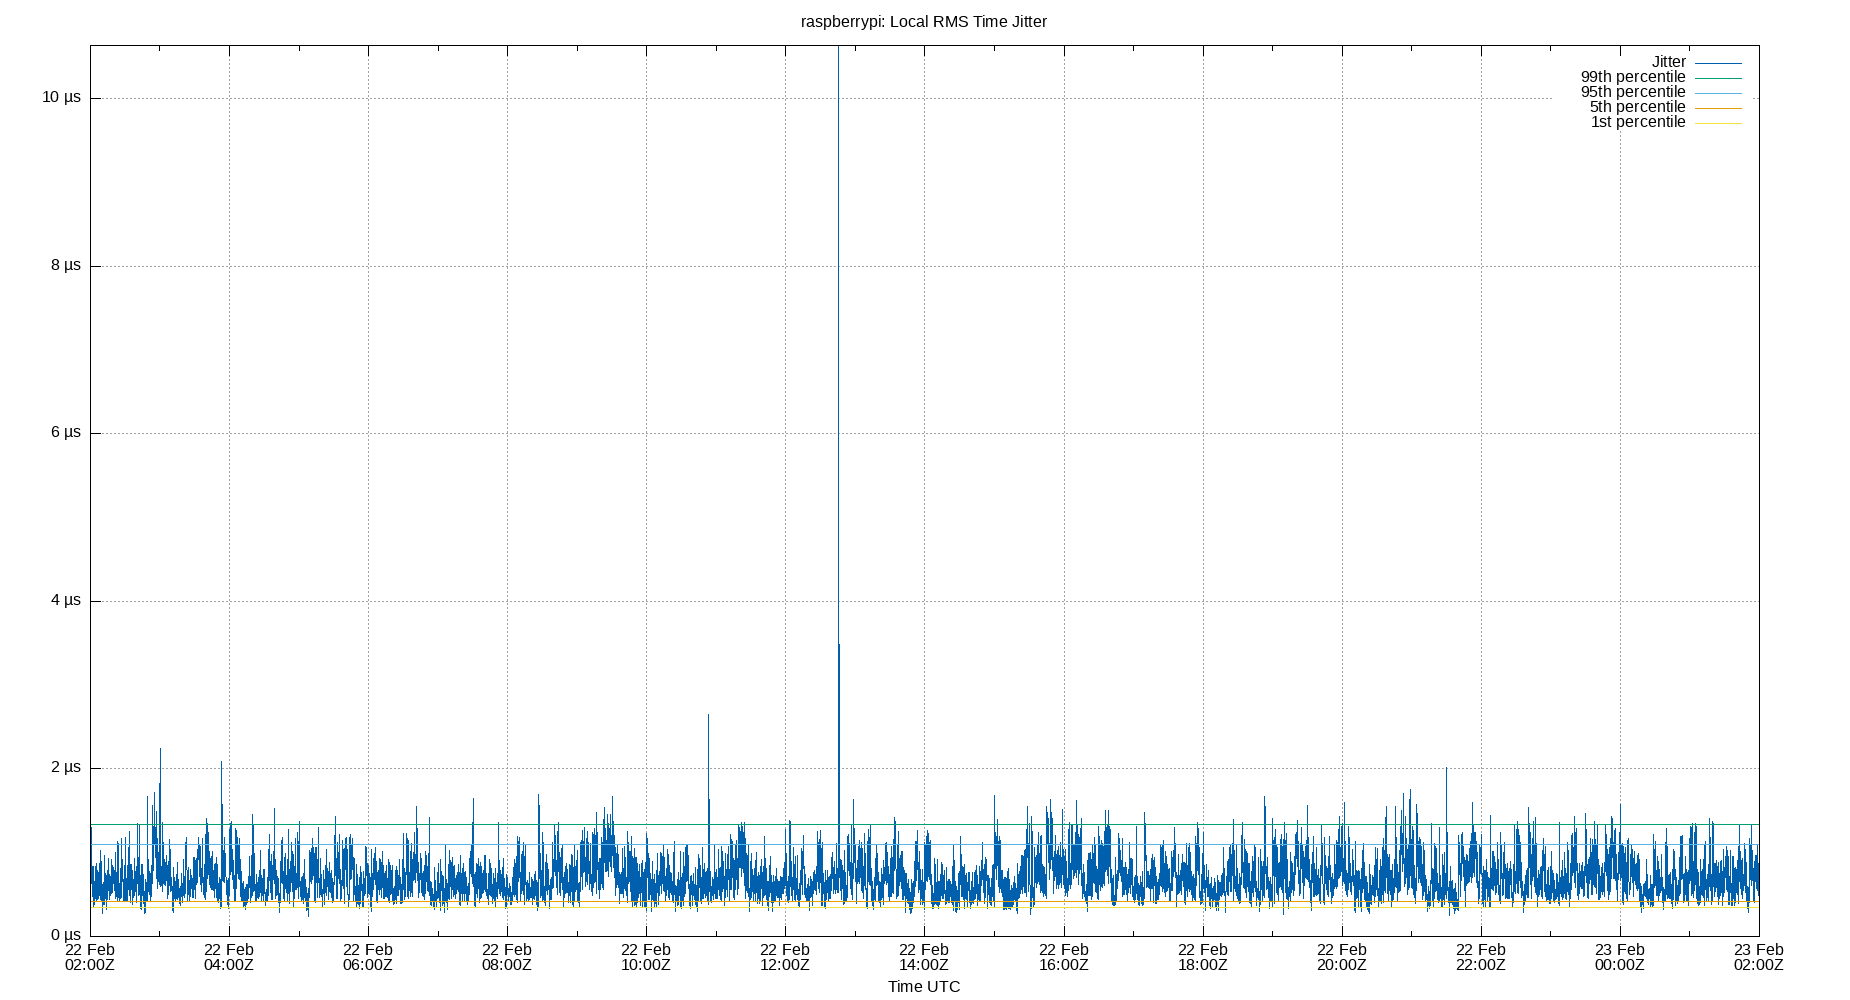 raspberrypi: Local RMS Time Jitter
Jitter
99th percentile
95th percentile
5th percentile
1st percentile
10 µs
8 µs
6 µs
4 µs
2 µs
0 µs
22 Feb 22 Feb 22 Feb 22 Feb 22 Feb 22 Feb 22 Feb 22 Feb 22 Feb 22 Feb 22 Feb 23 Feb 23 Feb
02:00Z 04:00Z 06:00Z 08:00Z 10:00Z 12:00Z 14:00Z 16:00Z 18:00Z 20:00Z 22:00Z 00:00Z 02:00Z
Time UTC